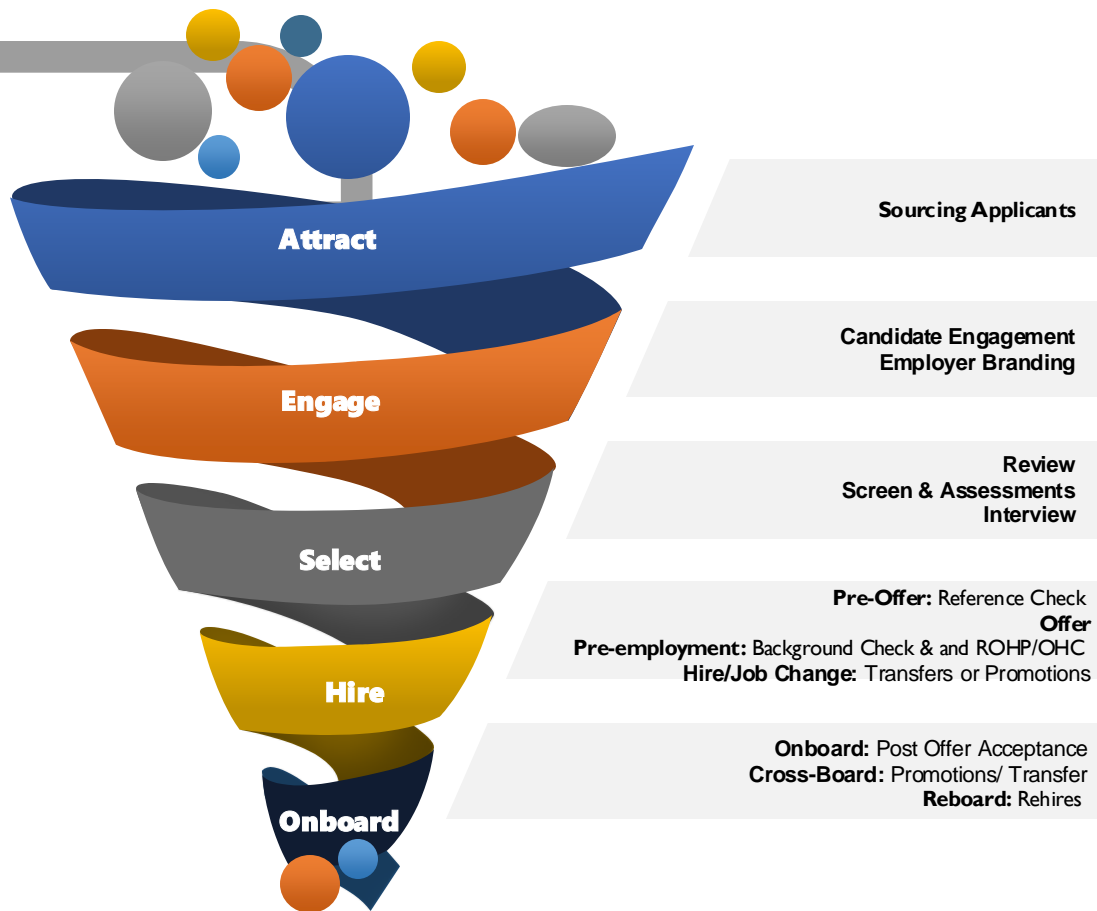 Attract
Sourcing Applicants
Engage
Candidate Engagement
Employer Branding
Select
Review
Screen & Assessments
Interview
Hire
Pre-Offer: Reference Check
Offer
Pre-employment: Background Check & and ROHP/OHC
Hire/Job Change: Transfers or Promotions
Onboard
Onboard: Post Offer Acceptance
Cross-Board: Promotions/ Transfer
Reboard: Rehires